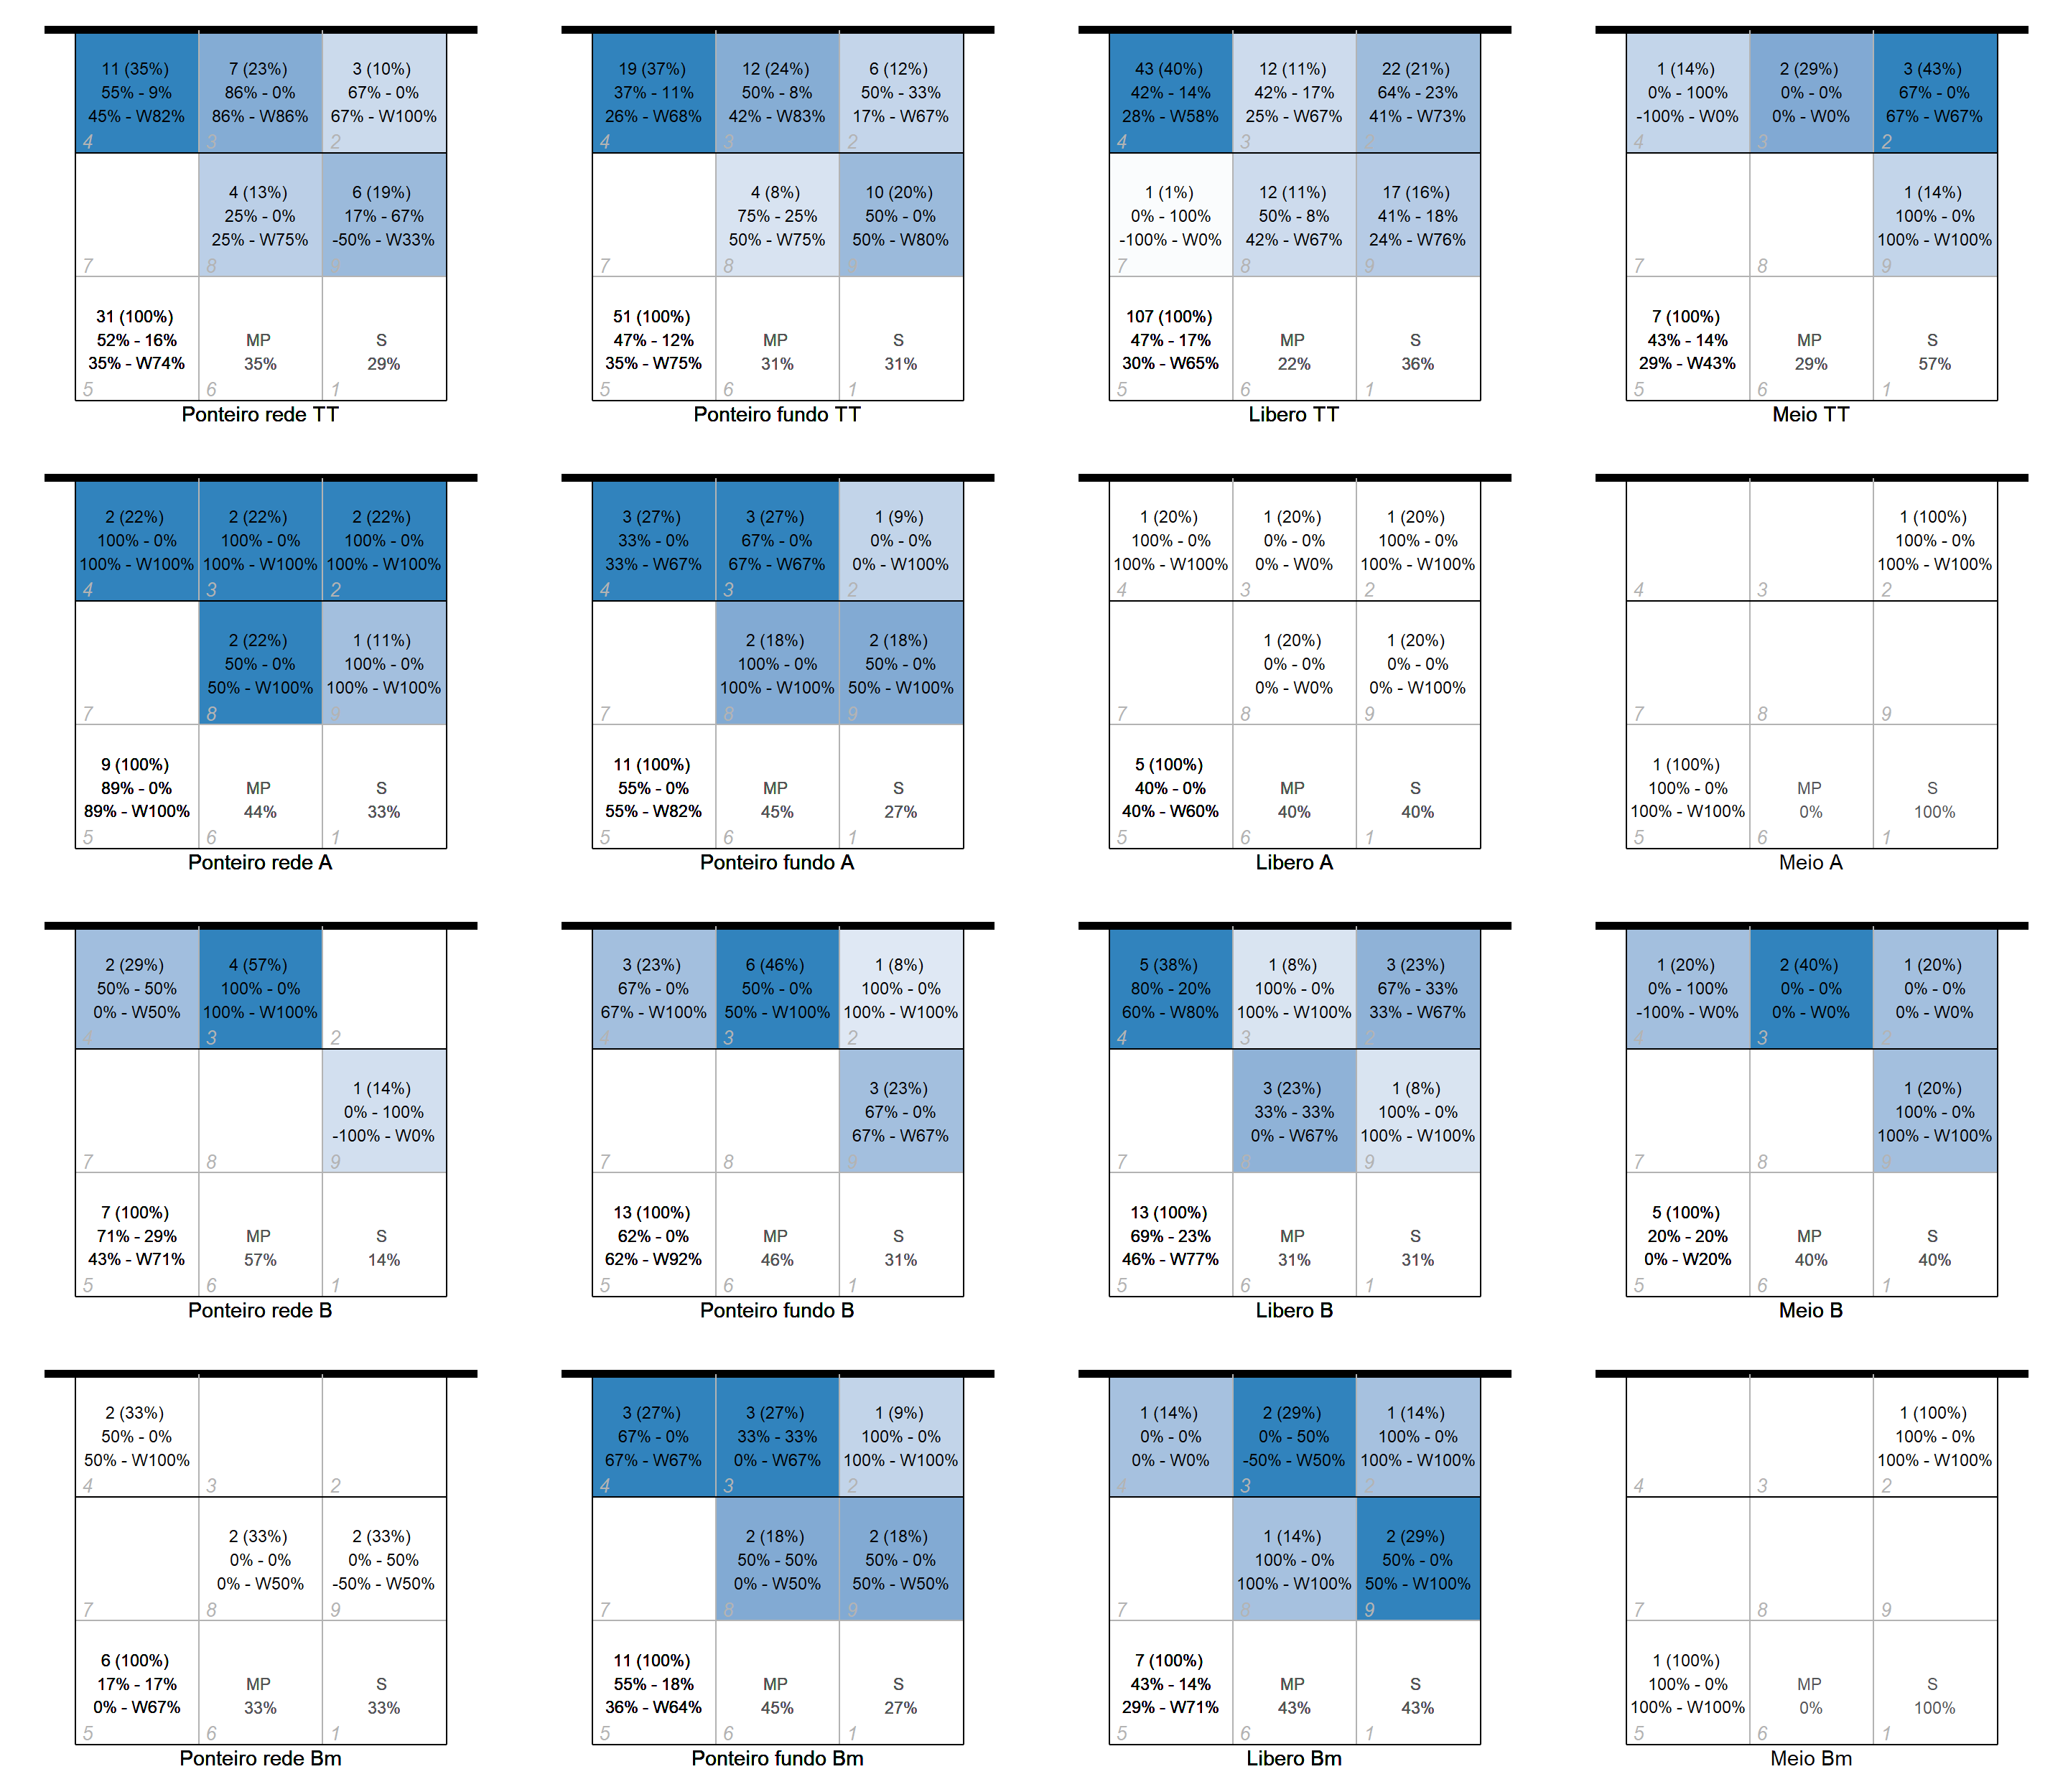 11 (35%)
55% - 9%
45% - W82%
4
7 (23%)
86% - 0%
86% - W86%
3
3 (10%)
67% - 0%
67% - W100%
2
7
4 (13%)
25% - 0%
25% - W75%
8
6 (19%)
17% - 67%
-50% - W33%
9
31 (100%)
52% - 16%
35% - W74%
5
MP
35%
6
S
29%
1
Ponteiro rede TT
19 (37%)
37% - 11%
26% - W68%
4
12 (24%)
50% - 8%
42% - W83%
3
6 (12%)
50% - 33%
17% - W67%
2
7
4 (8%)
75% - 25%
50% - W75%
8
10 (20%)
50% - 0%
50% - W80%
9
51 (100%)
47% - 12%
35% - W75%
5
MP
31%
6
S
31%
1
Ponteiro fundo TT
43 (40%)
42% - 14%
28% - W58%
4
12 (11%)
42% - 17%
25% - W67%
3
22 (21%)
64% - 23%
41% - W73%
2
1 (1%)
0% - 100%
-100% - W0%
7
12 (11%)
50% - 8%
42% - W67%
8
17 (16%)
41% - 18%
24% - W76%
9
107 (100%)
47% - 17%
30% - W65%
5
MP
22%
6
S
36%
1
Libero TT
1 (14%)
0% - 100%
-100% - W0%
4
2 (29%)
0% - 0%
0% - W0%
3
3 (43%)
67% - 0%
67% - W67%
2
7
8
1 (14%)
100% - 0%
100% - W100%
9
7 (100%)
43% - 14%
29% - W43%
5
MP
29%
6
S
57%
1
Meio TT
2 (22%)
100% - 0%
100% - W100%
4
2 (22%)
100% - 0%
100% - W100%
3
2 (22%)
100% - 0%
100% - W100%
2
7
2 (22%)
50% - 0%
50% - W100%
8
1 (11%)
100% - 0%
100% - W100%
9
9 (100%)
89% - 0%
89% - W100%
5
MP
44%
6
S
33%
1
Ponteiro rede A
3 (27%)
33% - 0%
33% - W67%
4
3 (27%)
67% - 0%
67% - W67%
3
1 (9%)
0% - 0%
0% - W100%
2
7
2 (18%)
100% - 0%
100% - W100%
8
2 (18%)
50% - 0%
50% - W100%
9
11 (100%)
55% - 0%
55% - W82%
5
MP
45%
6
S
27%
1
Ponteiro fundo A
1 (20%)
100% - 0%
100% - W100%
4
1 (20%)
0% - 0%
0% - W0%
3
1 (20%)
100% - 0%
100% - W100%
2
7
1 (20%)
0% - 0%
0% - W0%
8
1 (20%)
0% - 0%
0% - W100%
9
5 (100%)
40% - 0%
40% - W60%
5
MP
40%
6
S
40%
1
Libero A
4
3
1 (100%)
100% - 0%
100% - W100%
2
7
8
9
1 (100%)
100% - 0%
100% - W100%
5
MP
0%
6
S
100%
1
Meio A
2 (29%)
50% - 50%
0% - W50%
4
4 (57%)
100% - 0%
100% - W100%
3
2
7
8
1 (14%)
0% - 100%
-100% - W0%
9
7 (100%)
71% - 29%
43% - W71%
5
MP
57%
6
S
14%
1
Ponteiro rede B
3 (23%)
67% - 0%
67% - W100%
4
6 (46%)
50% - 0%
50% - W100%
3
1 (8%)
100% - 0%
100% - W100%
2
7
8
3 (23%)
67% - 0%
67% - W67%
9
13 (100%)
62% - 0%
62% - W92%
5
MP
46%
6
S
31%
1
Ponteiro fundo B
5 (38%)
80% - 20%
60% - W80%
4
1 (8%)
100% - 0%
100% - W100%
3
3 (23%)
67% - 33%
33% - W67%
2
7
3 (23%)
33% - 33%
0% - W67%
8
1 (8%)
100% - 0%
100% - W100%
9
13 (100%)
69% - 23%
46% - W77%
5
MP
31%
6
S
31%
1
Libero B
1 (20%)
0% - 100%
-100% - W0%
4
2 (40%)
0% - 0%
0% - W0%
3
1 (20%)
0% - 0%
0% - W0%
2
7
8
1 (20%)
100% - 0%
100% - W100%
9
5 (100%)
20% - 20%
0% - W20%
5
MP
40%
6
S
40%
1
Meio B
2 (33%)
50% - 0%
50% - W100%
4
3
2
7
2 (33%)
0% - 0%
0% - W50%
8
2 (33%)
0% - 50%
-50% - W50%
9
6 (100%)
17% - 17%
0% - W67%
5
MP
33%
6
S
33%
1
Ponteiro rede Bm
3 (27%)
67% - 0%
67% - W67%
4
3 (27%)
33% - 33%
0% - W67%
3
1 (9%)
100% - 0%
100% - W100%
2
7
2 (18%)
50% - 50%
0% - W50%
8
2 (18%)
50% - 0%
50% - W50%
9
11 (100%)
55% - 18%
36% - W64%
5
MP
45%
6
S
27%
1
Ponteiro fundo Bm
1 (14%)
0% - 0%
0% - W0%
4
2 (29%)
0% - 50%
-50% - W50%
3
1 (14%)
100% - 0%
100% - W100%
2
7
1 (14%)
100% - 0%
100% - W100%
8
2 (29%)
50% - 0%
50% - W100%
9
7 (100%)
43% - 14%
29% - W71%
5
MP
43%
6
S
43%
1
Libero Bm
4
3
1 (100%)
100% - 0%
100% - W100%
2
7
8
9
1 (100%)
100% - 0%
100% - W100%
5
MP
0%
6
S
100%
1
Meio Bm